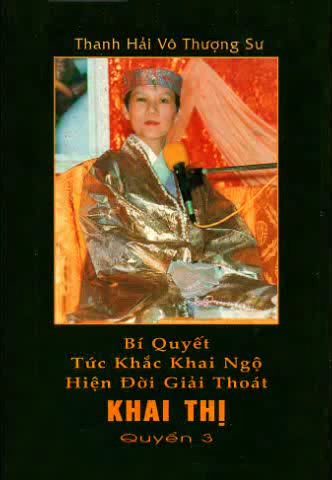 Thanh Hải Vô Thượng Sư
Bí Quyết
Tức Khắc Khai Ngộ
Hiện Đời Giải Thoát
KHAI THỊ
Quyển 3